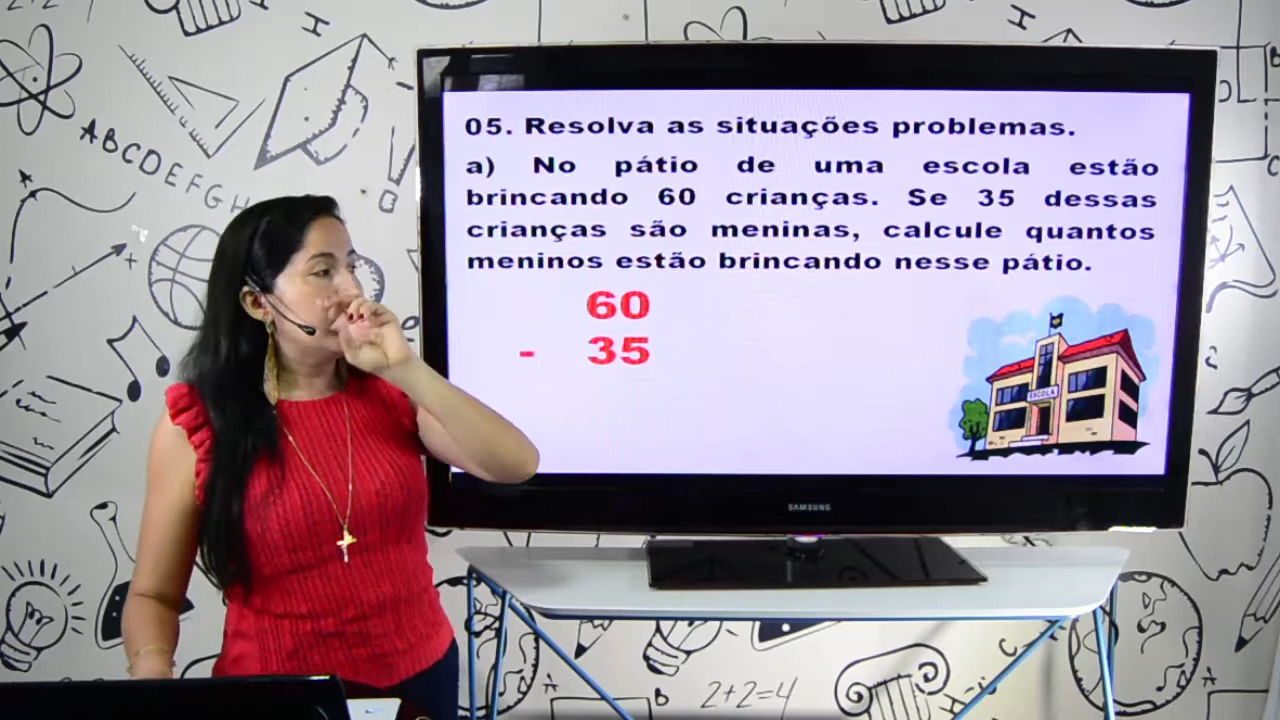 05. Resolva as situações problemas.
a) No pátio de uma escola estão
brincando 60 crianças. Se 35 dessas
crianças são meninas, calcule quantos
meninos estão brincando nesse pátio.
60
- 35
ESCOLA
SAMSUNG
ABCDEFGH
2+2=4
A
B